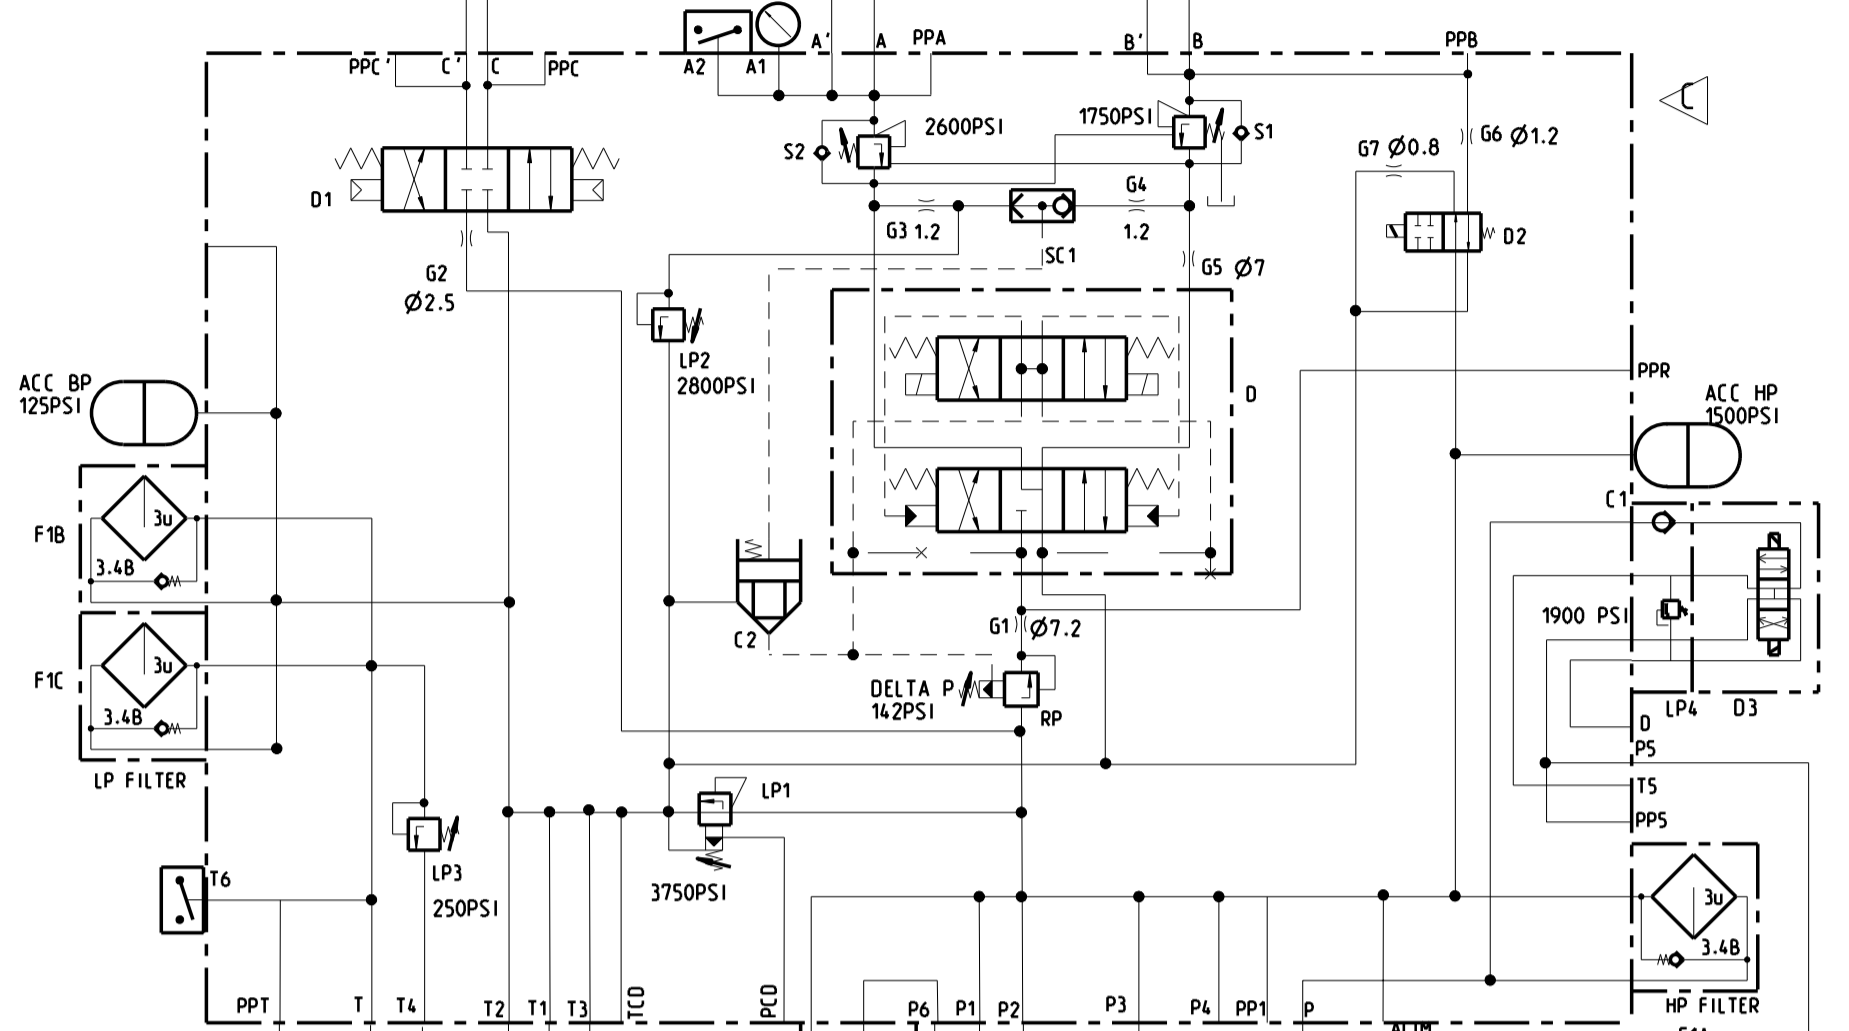 A' A PPA B' B PPB
PPC' C' C PPC A2 A1
C
2600PSI
1750PSI
S1
S2
G7 Ø0.8
G6 Ø1.2
D1
G4
G3 1.2
1.2
D2
SC1
G5 Ø7
G2
Ø2.5
LP2
2800PSI
PPR
ACC BP
125PSI
D
ACC HP
1500PSI
C1
3u
F1B
3.4B
1900 PSI
G1 Ø7.2
C2
3u
F1C
3.4B
DELTA P
142PSI
RP
LP4 D3
D
P5
LP FILTER
LP1
T5
PP5
LP3
250PSI
T6
3750PSI
3u
3.4B
PPT T T4 T2 T1 T3 TCD PCD P6 P1 P2 P3 P4 PP1 P
HP FILTER